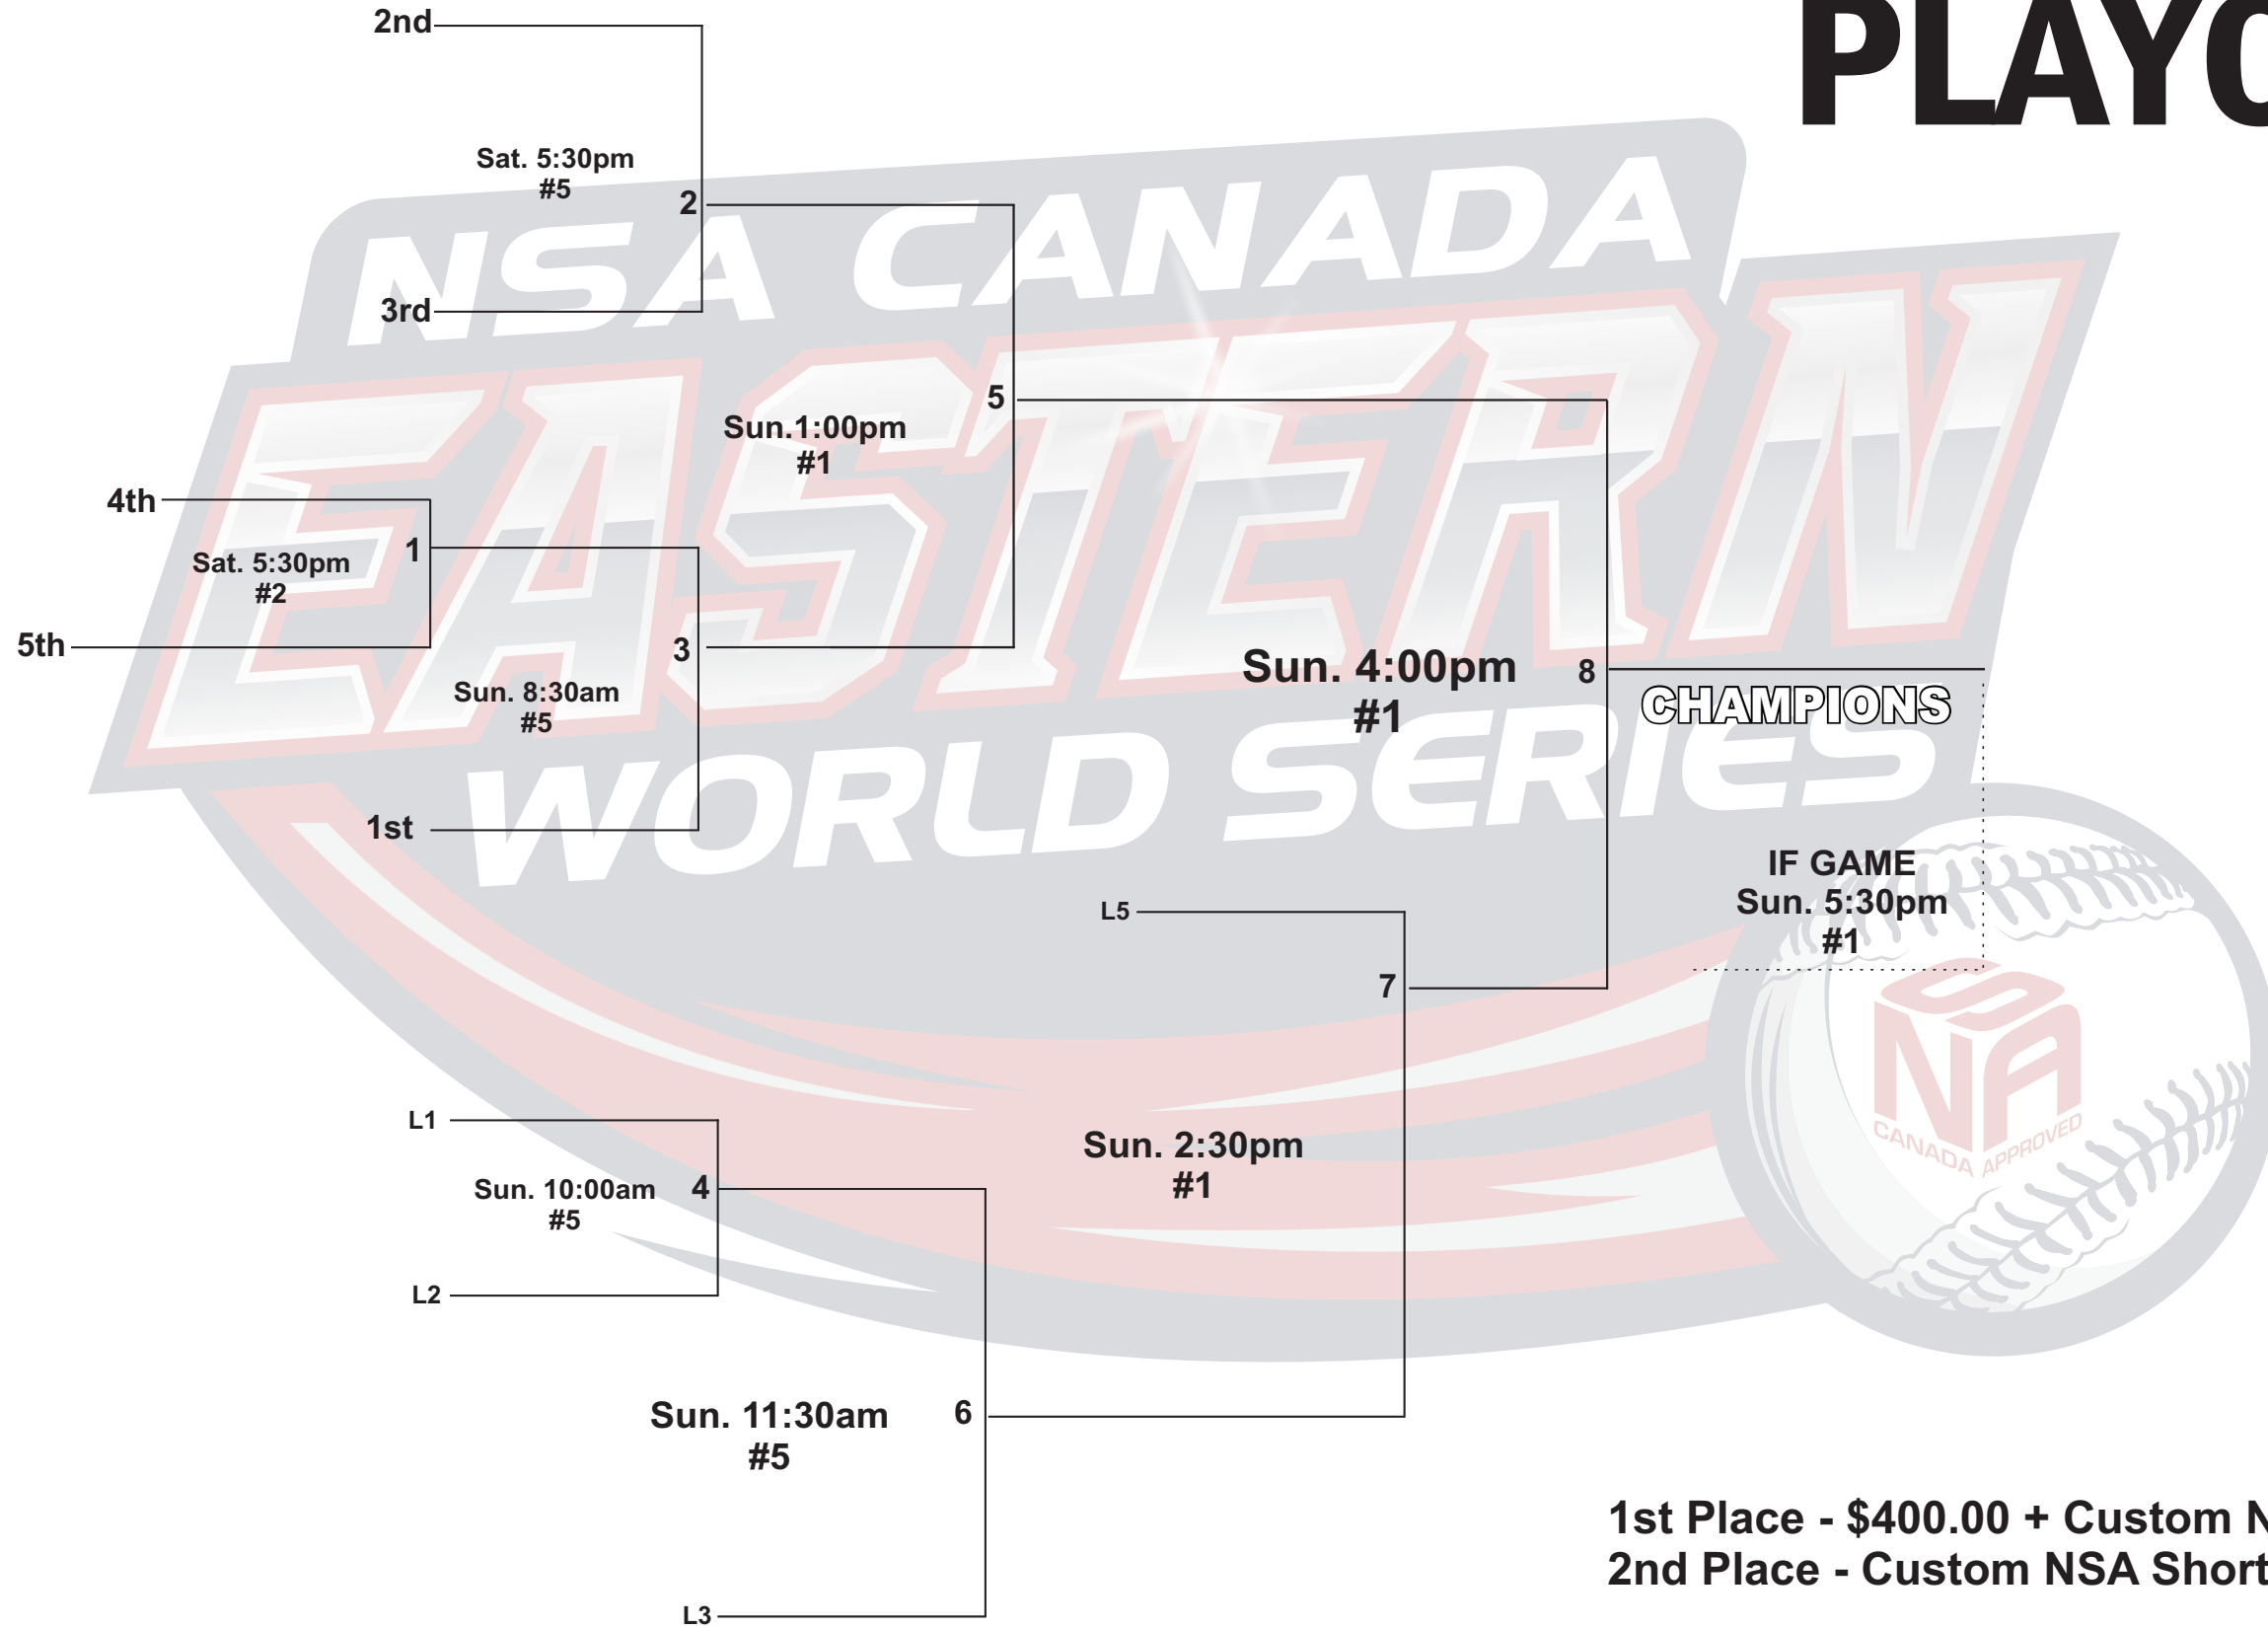 PLAYO
2nd
Sat. 5:30pm
#5
2
3rd
NSA CANADA
EASTERN
WORLD SERIES
5
Sun.1:00pm
#1
4th
1
Sat. 5:30pm
#2
5th
3
Sun. 8:30am
#5
1st
Sun. 4:00pm
#1
8
CHAMPIONS
IF GAME
Sun. 5:30pm
#1
L5
7
NSA
CANADA APPROVED
L1
Sun. 10:00am
#5
4
L2
Sun. 2:30pm
#1
Sun. 11:30am
#5
6
L3
1st Place - $400.00 + Custom N
2nd Place - Custom NSA Short